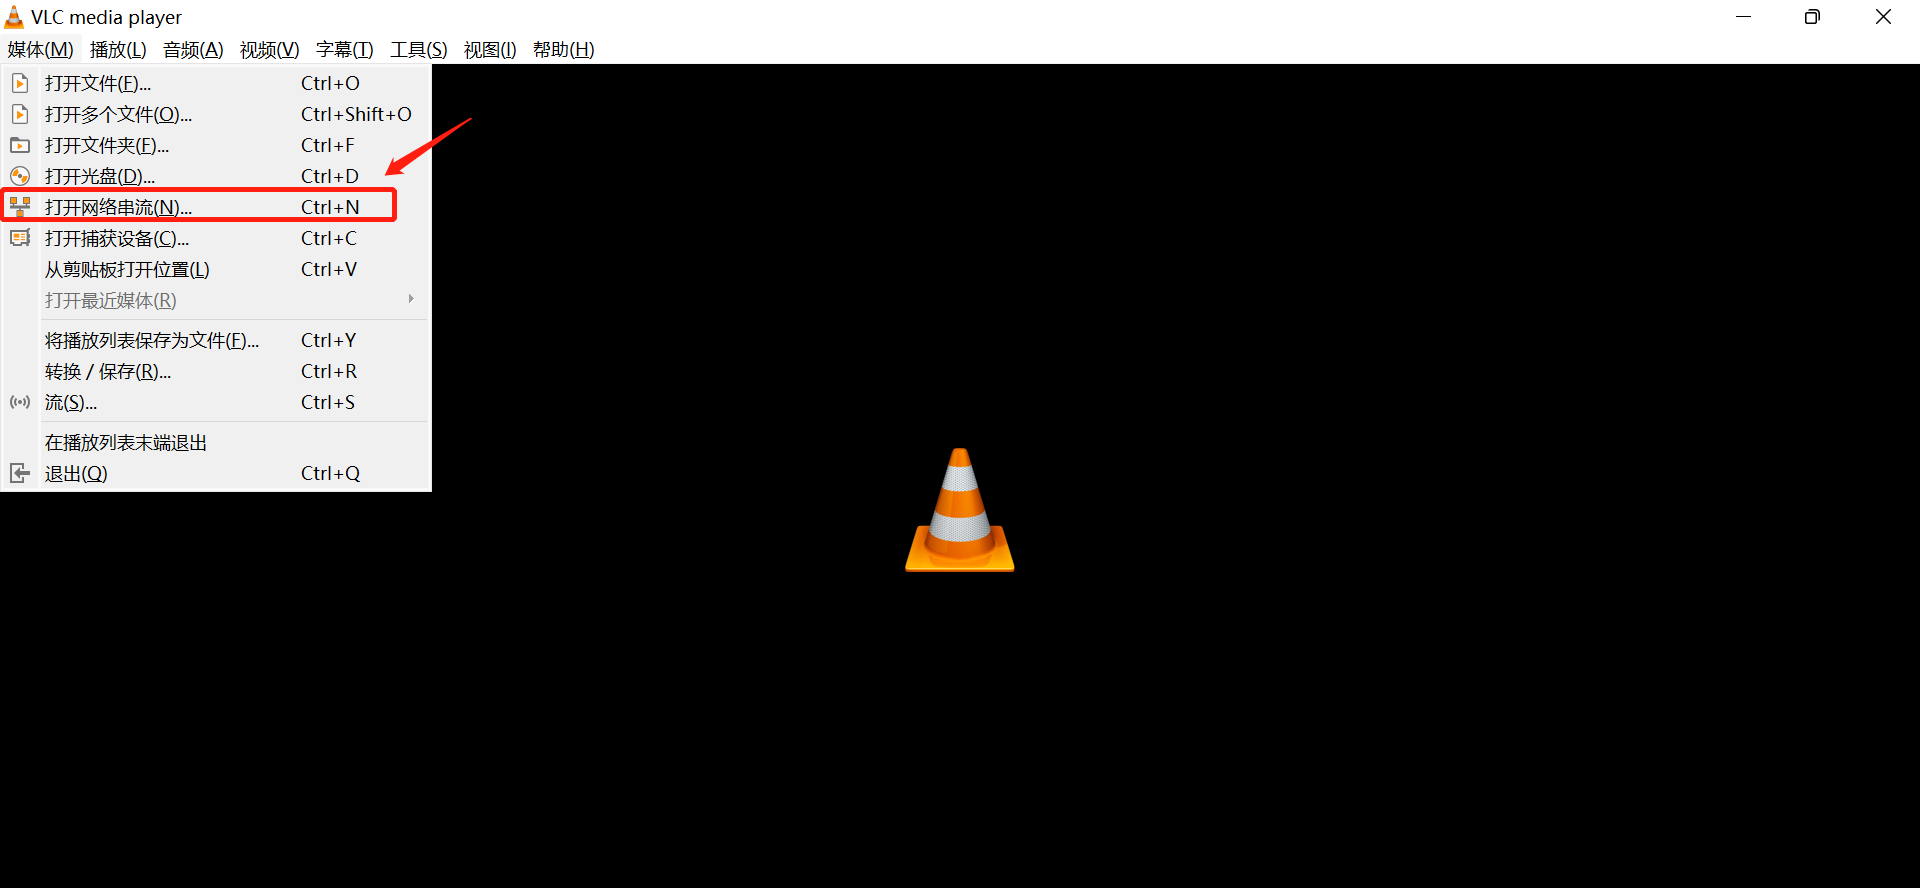 VLC media player
媒体(M) 播放(L) 音频(A) 视频(V) 字幕(T) 工具(S) 视图(I) 帮助(H)
打开文件(F)... Ctrl+O
打开多个文件(O)... Ctrl+Shift+O
打开文件夹(F)... Ctrl+F
打开光盘(D)... Ctrl+D
打开网络串流(N)... Ctrl+N
打开捕获设备(C)... Ctrl+C
从剪贴板打开位置(L) Ctrl+V
打开最近媒体(R)
将播放列表保存为文件(F)... Ctrl+Y
转换 / 保存(R)... Ctrl+R
流(S)... Ctrl+S
在播放列表末端退出
退出(Q) Ctrl+Q